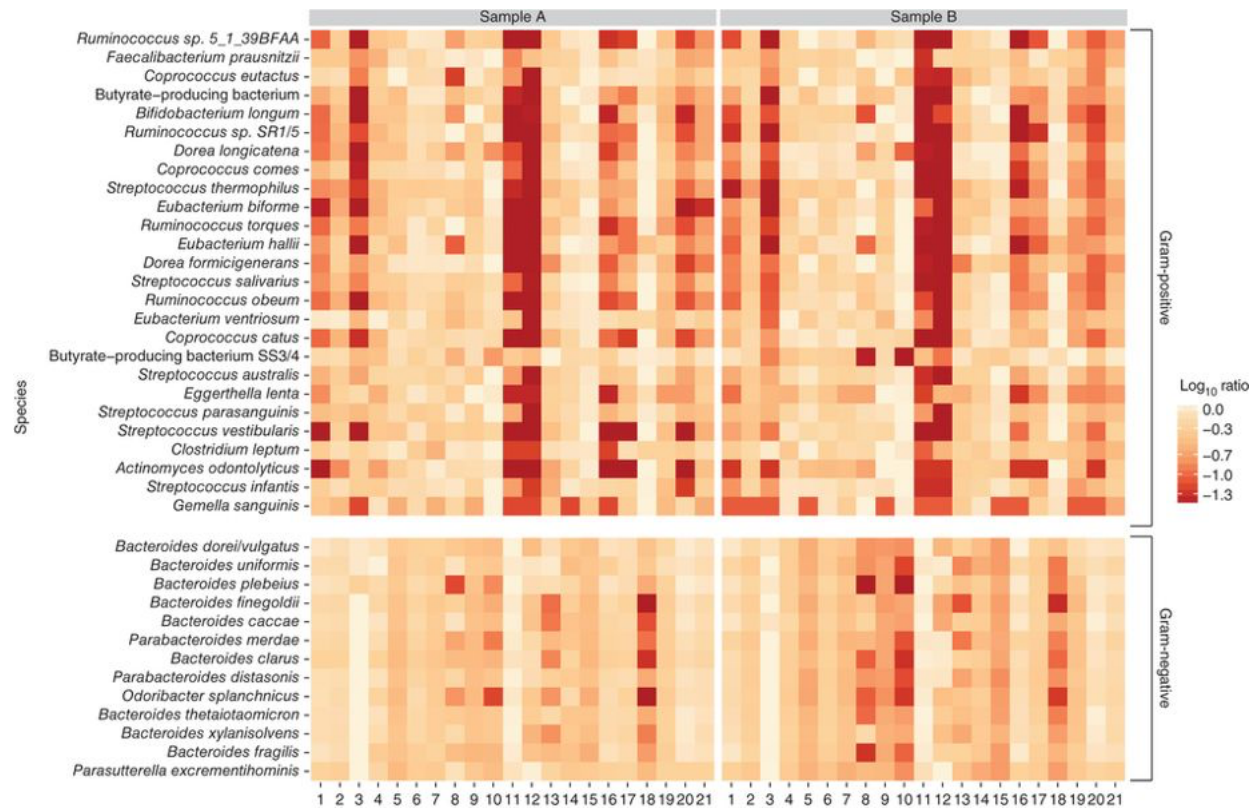 Sample A
Sample B
Species
Ruminococcus sp. 5_1_39BFAA
Faecalibacterium prausnitzii
Coprococcus eutactus
Butyrate−producing bacterium
Bifidobacterium longum
Ruminococcus sp. SR1/5
Dorea longicatena
Coprococcus comes
Streptococcus thermophilus
Eubacterium biforme
Ruminococcus torques
Eubacterium hallii
Dorea formicigenerans
Streptococcus salivarius
Ruminococcus obeum
Eubacterium ventriosum
Coprococcus catus
Butyrate−producing bacterium SS3/4
Streptococcus australis
Eggerthella lenta
Streptococcus parasanguinis
Streptococcus vestibularis
Clostridium leptum
Actinomyces odontolyticus
Streptococcus infantis
Gemella sanguinis
Gram-positive
Bacteroides dorei/vulgatus
Bacteroides uniformis
Bacteroides plebeius
Bacteroides finegoldii
Bacteroides caccae
Parabacteroides merdae
Bacteroides clarus
Parabacteroides distasonis
Odoribacter splanchnicus
Bacteroides thetaiotaomicron
Bacteroides xylanisolvens
Bacteroides fragilis
Parasutterella excrementihominis
Gram-negative
1 2 3 4 5 6 7 8 9 10 11 12 13 14 15 16 17 18 19 20 21
1 2 3 4 5 6 7 8 9 10 11 12 13 14 15 16 17 18 19 20 21
Log10 ratio
0.0
−0.3
−0.7
−1.0
−1.3